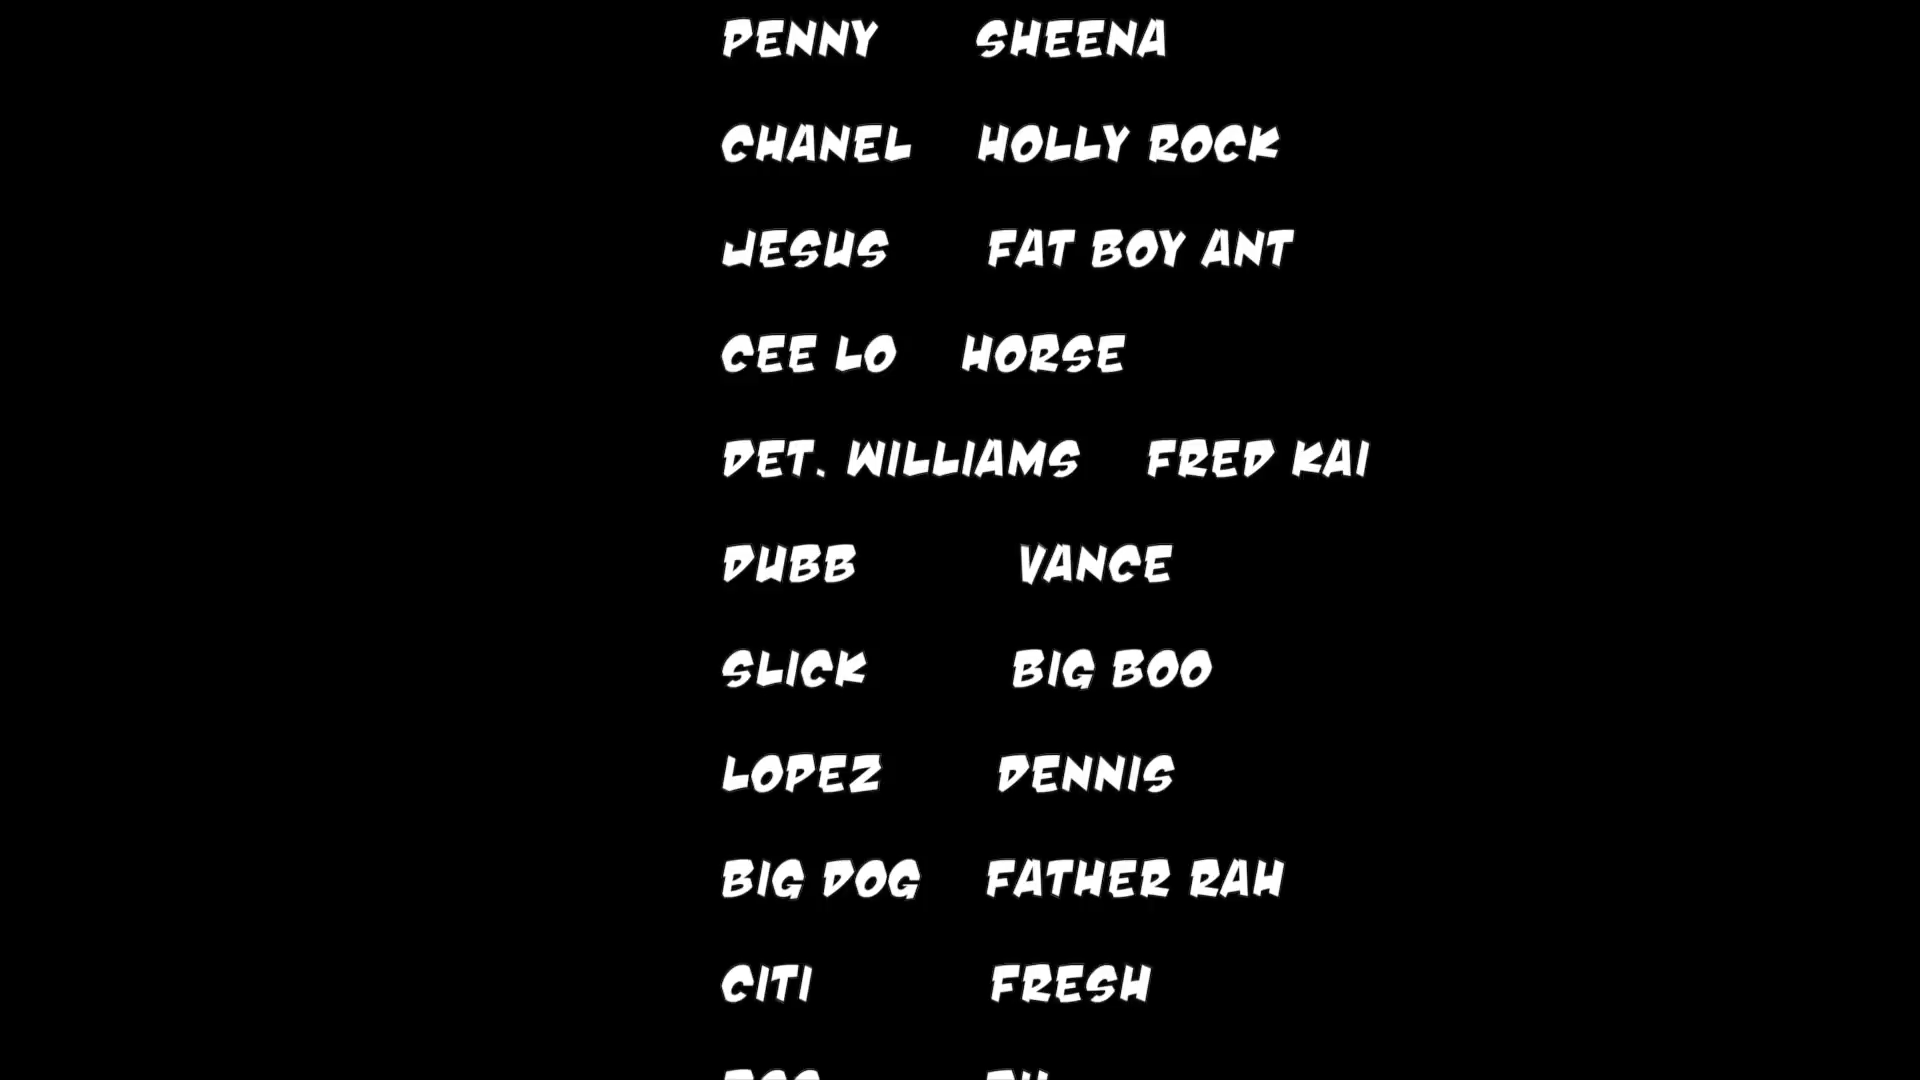 PENNY SHEENA
CHANEL HOLLY ROCK
JESUS FAT BOY ANT
CEE LO HORSE
DET. WILLIAMS FRED KAI
DUBB VANCE
SLICK BIG BOO
LOPEZ DENNIS
BIG DOG FATHER RAH
CITI FRESH